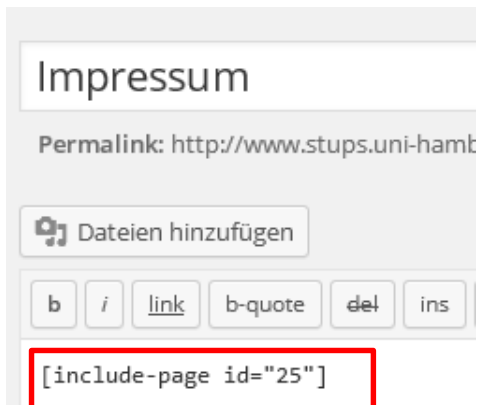 Impressum
Permalink: http://www.stups.uni-hamb
Dateien hinzufügen
b i link b-quote del ins
[include-page id="25"]